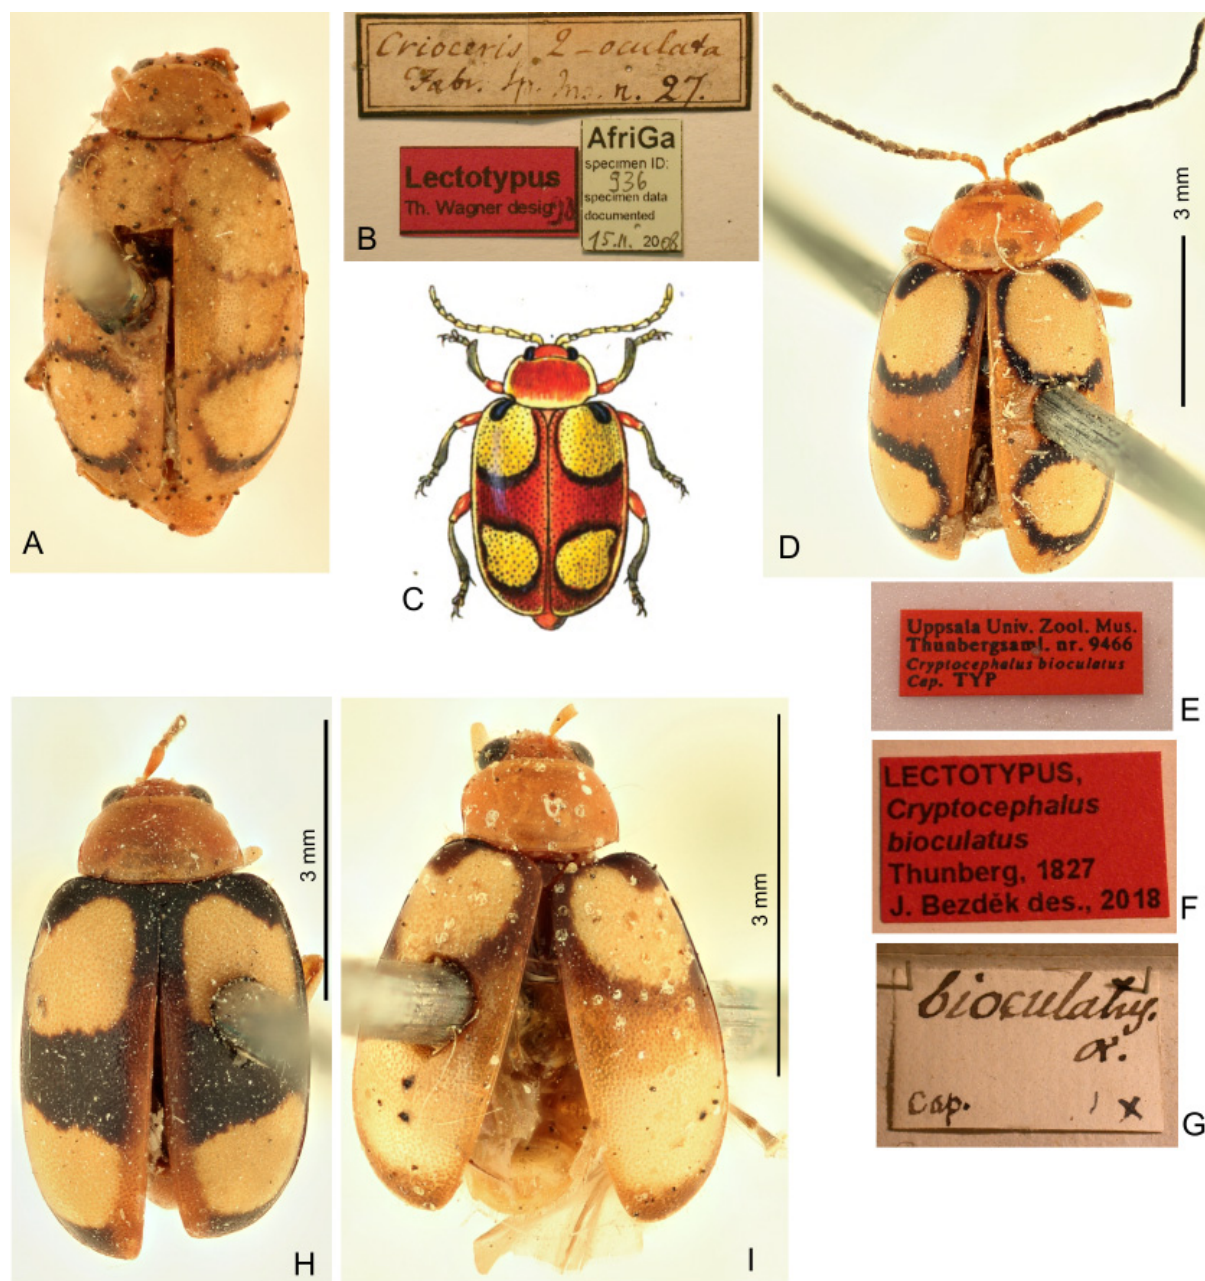 Crioceris 2-oculata
Fabr. Sp. Ins. n. 27.
Lectotypus
Th. Wagner desig
AfriGa
specimen ID:
936
specimen data
documented
15.11. 2008
B
A
C
3 mm
D
Uppsala Univ. Zool. Mus.
Thunbergsaml. nr. 9466
Cryptocephalus bioculatus
Cap. TYP
E
LECTOTYPUS,
Cryptocephalus
bioculatus
Thunberg, 1827
J. Bezděk des., 2018
F
bioculatus.
α.
Cap.
G
3 mm
H
3 mm
I